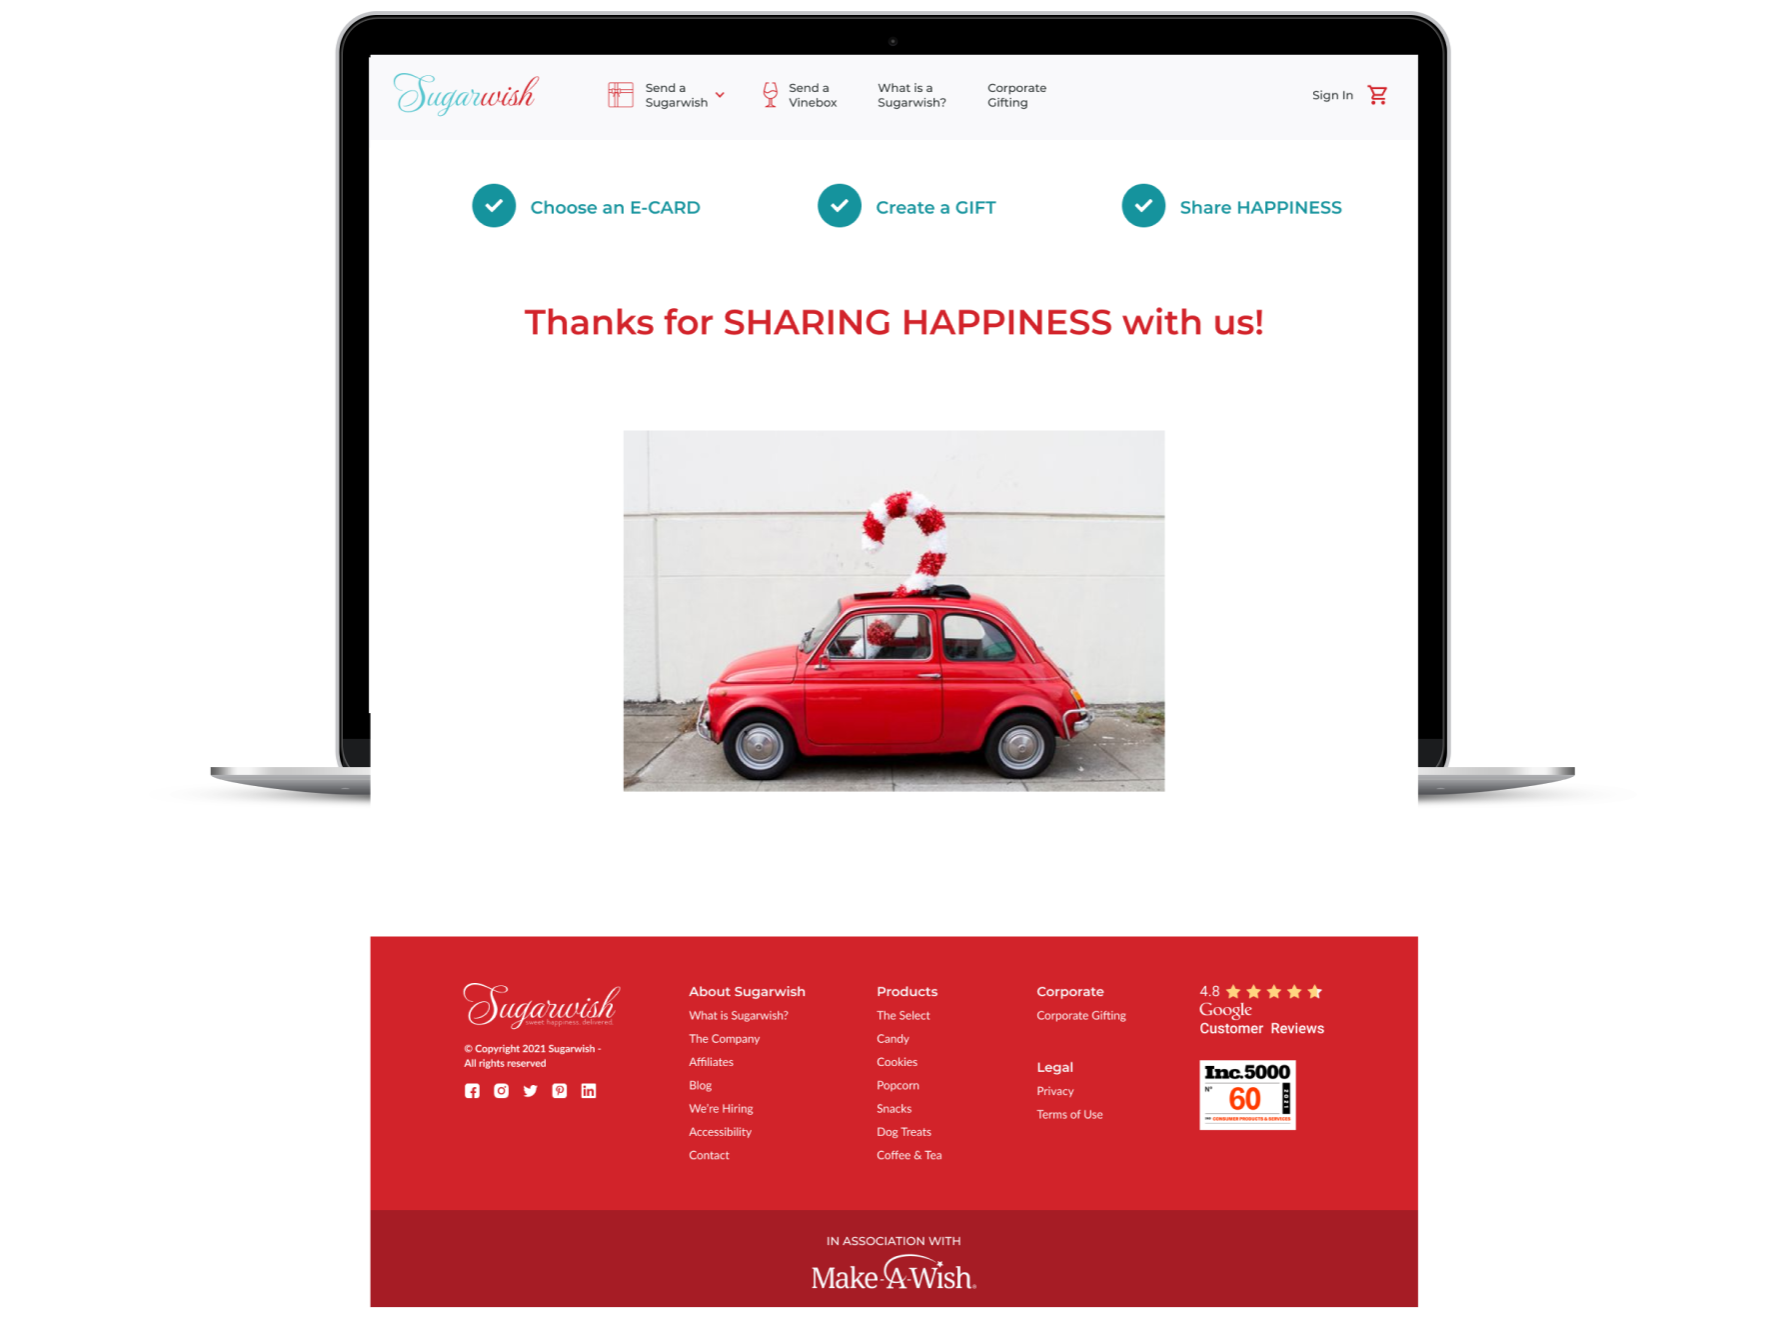 Sugarwish
Send a
Sugarwish
Send a
Vinebox
What is a
Sugarwish?
Corporate
Gifting
Sign In
Choose an E-CARD
Create a GIFT
Share HAPPINESS
Thanks for SHARING HAPPINESS with us!
Sugarwish
sweet happiness. delivered.
© Copyright 2021 Sugarwish -
All rights reserved
About Sugarwish
What is Sugarwish?
The Company
Affiliates
Blog
We're Hiring
Accessibility
Contact
Products
The Select
Candy
Cookies
Popcorn
Snacks
Dog Treats
Coffee & Tea
Corporate
Corporate Gifting
Legal
Privacy
Terms of Use
4.8
Google
Customer Reviews
Inc.5000
N° 60 2021
CONSUMER PRODUCTS & SERVICES
IN ASSOCIATION WITH
Make-A-Wish.